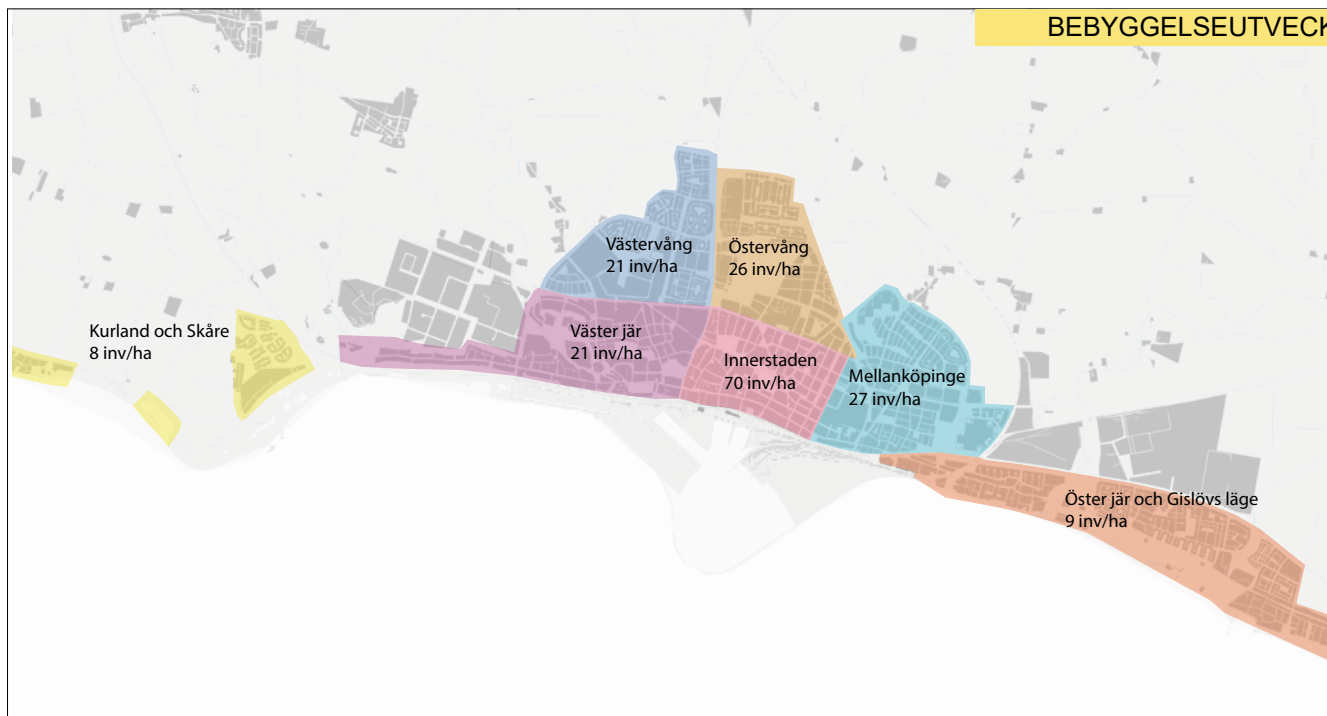 BEBYGGELSEUTVECK
Västervång
21 inv/ha
Östervång
26 inv/ha
Kurland och Skåre
8 inv/ha
Väster jär
21 inv/ha
Innerstaden
70 inv/ha
Mellanköpinge
27 inv/ha
Öster jär och Gislövs läge
9 inv/ha